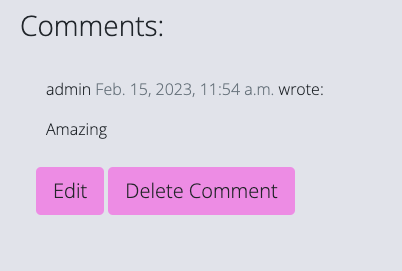 Comments:
admin Feb. 15, 2023, 11:54 a.m. wrote:
Amazing
Edit Delete Comment